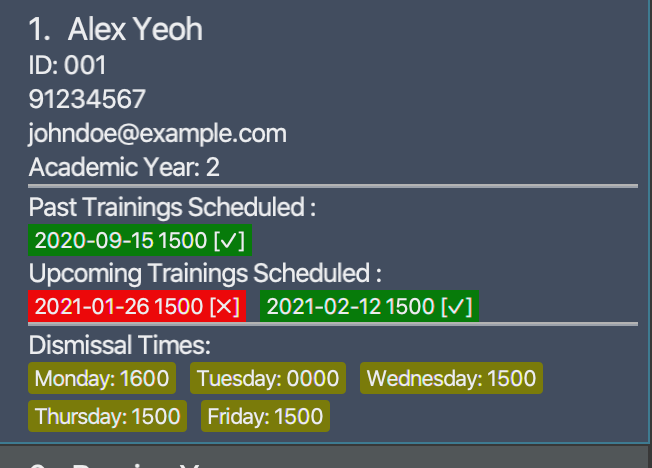 1. Alex Yeoh
ID: 001
91234567
johndoe@example.com
Academic Year: 2
Past Trainings Scheduled :
2020-09-15 1500 [✓]
Upcoming Trainings Scheduled :
2021-01-26 1500 [✕] 2021-02-12 1500 [✓]
Dismissal Times:
Monday: 1600 Tuesday: 0000 Wednesday: 1500
Thursday: 1500 Friday: 1500